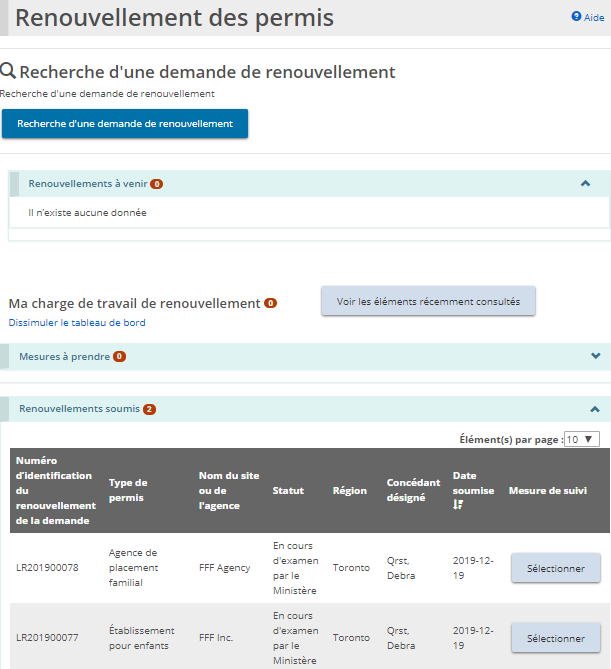 Renouvellement des permis
? Aide
Recherche d'une demande de renouvellement
Recherche d'une demande de renouvellement
Recherche d'une demande de renouvellement
Renouvellements à venir 0
Il n'existe aucune donnée
Ma charge de travail de renouvellement 0
Voir les éléments récemment consultés
Dissimuler le tableau de bord
Mesures à prendre 0
Renouvellements soumis 2
Élément(s) par page : 10
Numéro
d'identification
du
renouvellement
de la demande
Type de
permis
Nom du site
ou de
l'agence
Statut
Région
Concédant
désigné
Date
soumise
Mesure de suivi
LR201900078
Agence de
placement
familial
FFF Agency
En cours
d'examen
par le
Ministère
Toronto
Qrst,
Debra
2019-12-
19
Sélectionner
LR201900077
Établissement
pour enfants
FFF Inc.
En cours
d'examen
par le
Ministère
Toronto
Qrst,
Debra
2019-12-
19
Sélectionner